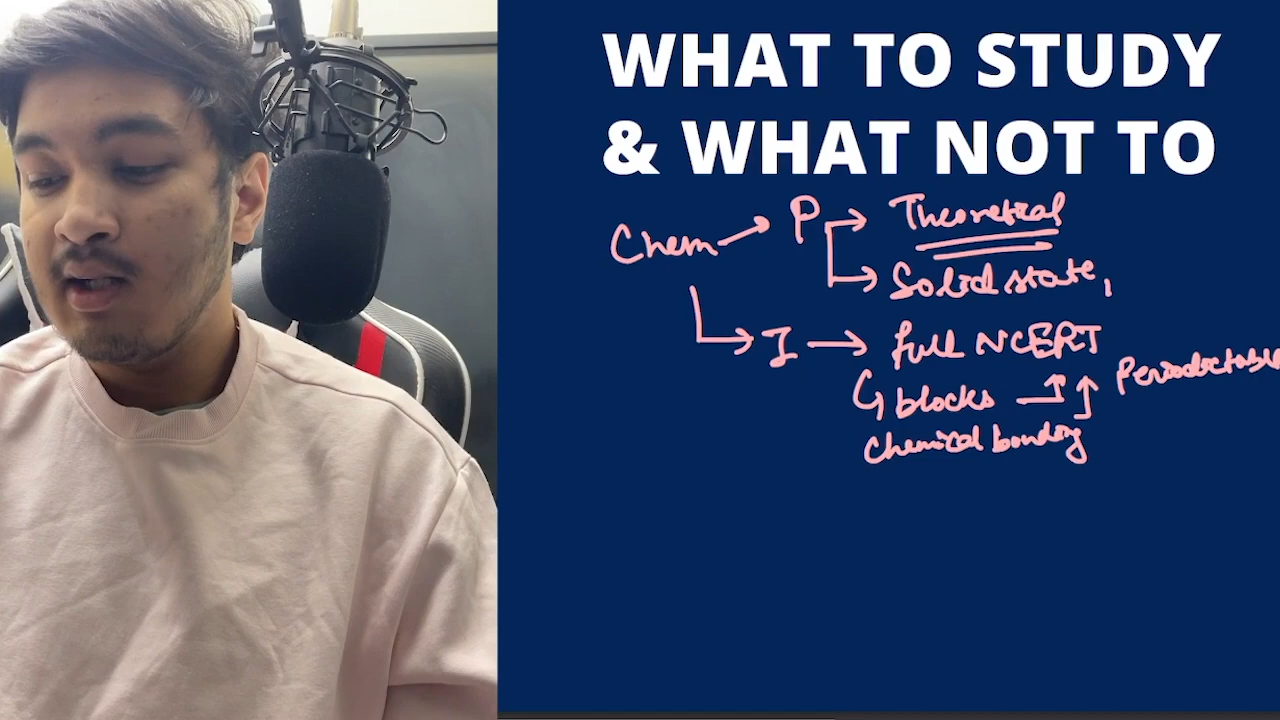 WHAT TO STUDY
& WHAT NOT TO
Chem → P → Theoretical
→ Solid state,
→ I → full NCERT
↳ blocks → ↑ Periodic table
Chemical bonding